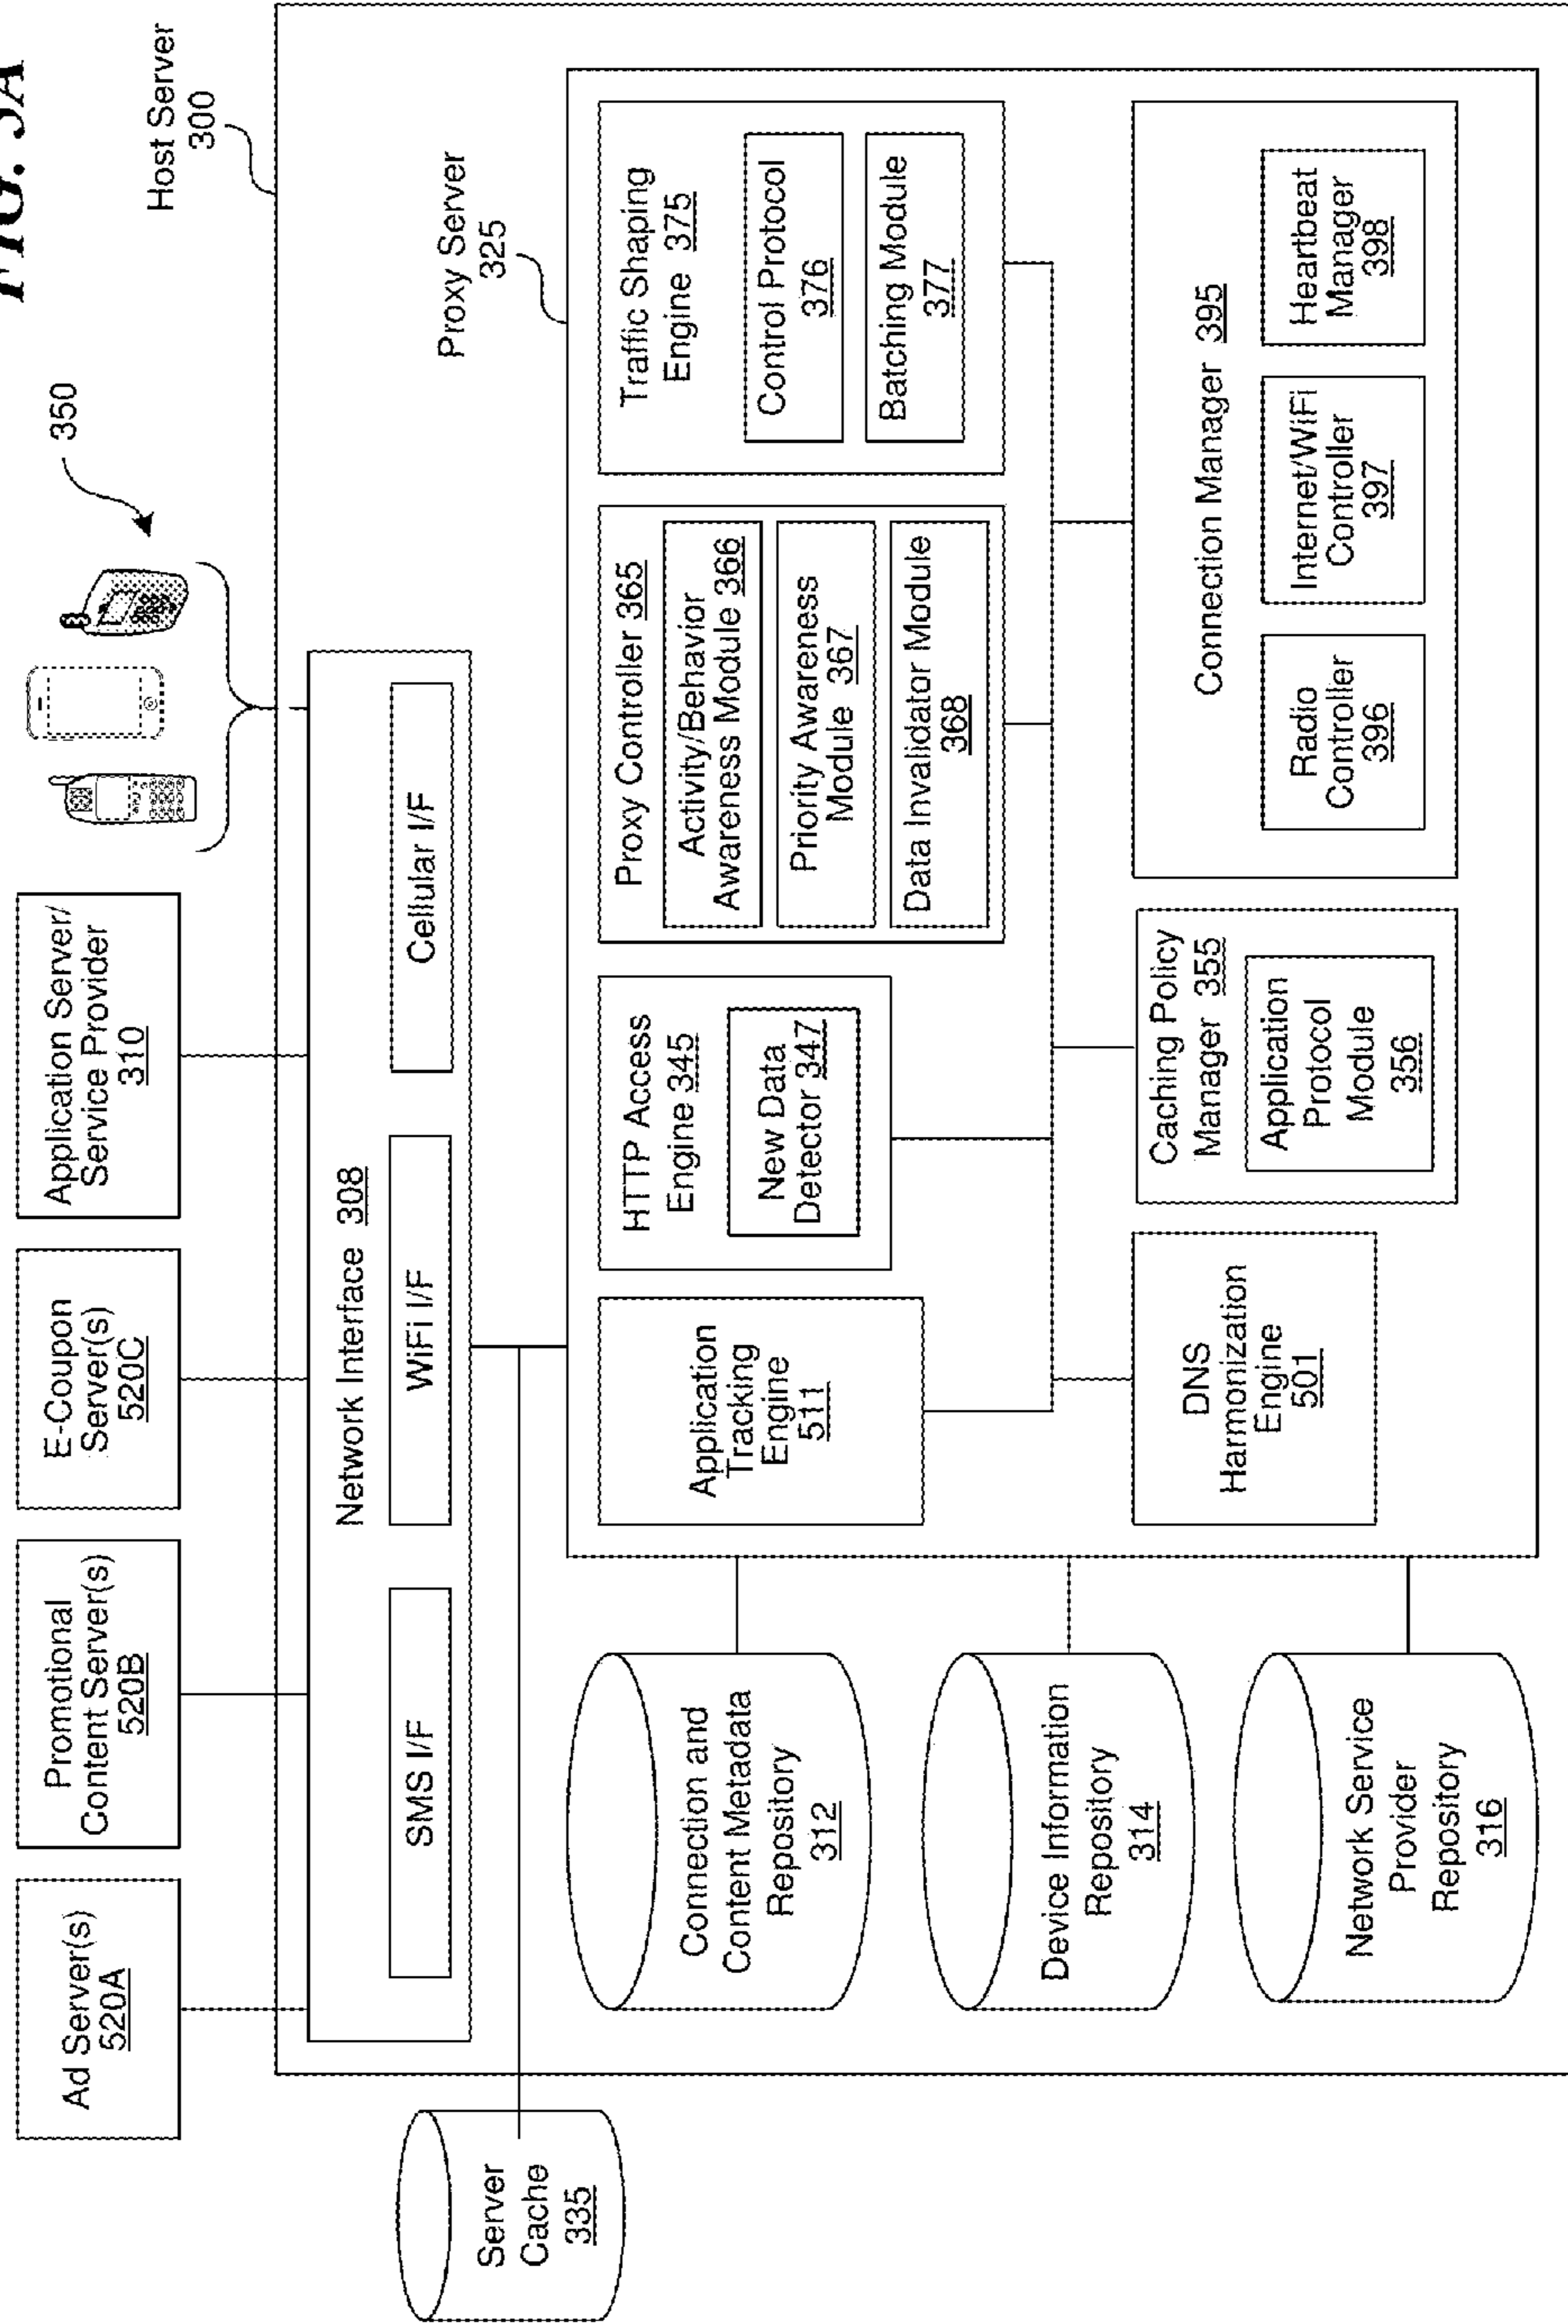 FIG. 3A
Host Server
300
350
Ad Server(s)
520A
Promotional
Content Server(s)
520B
E-Coupon
Server(s)
520C
Application Server/
Service Provider
310
Network Interface 308
SMS I/F
WiFi I/F
Cellular I/F
Server
Cache
335
Proxy Server
325
Connection and
Content Metadata
Repository
312
Device Information
Repository
314
Network Service
Provider
Repository
316
Application
Tracking
Engine
511
HTTP Access
Engine 345
New Data
Detector 347
Proxy Controller 365
Activity/Behavior
Awareness Module 366
Priority Awareness
Module 367
Data Invalidator Module
368
Traffic Shaping
Engine 375
Control Protocol
376
Batching Module
377
DNS
Harmonization
Engine
501
Caching Policy
Manager 355
Application
Protocol
Module
356
Connection Manager 395
Radio
Controller
396
Internet/WiFi
Controller
397
Heartbeat
Manager
398